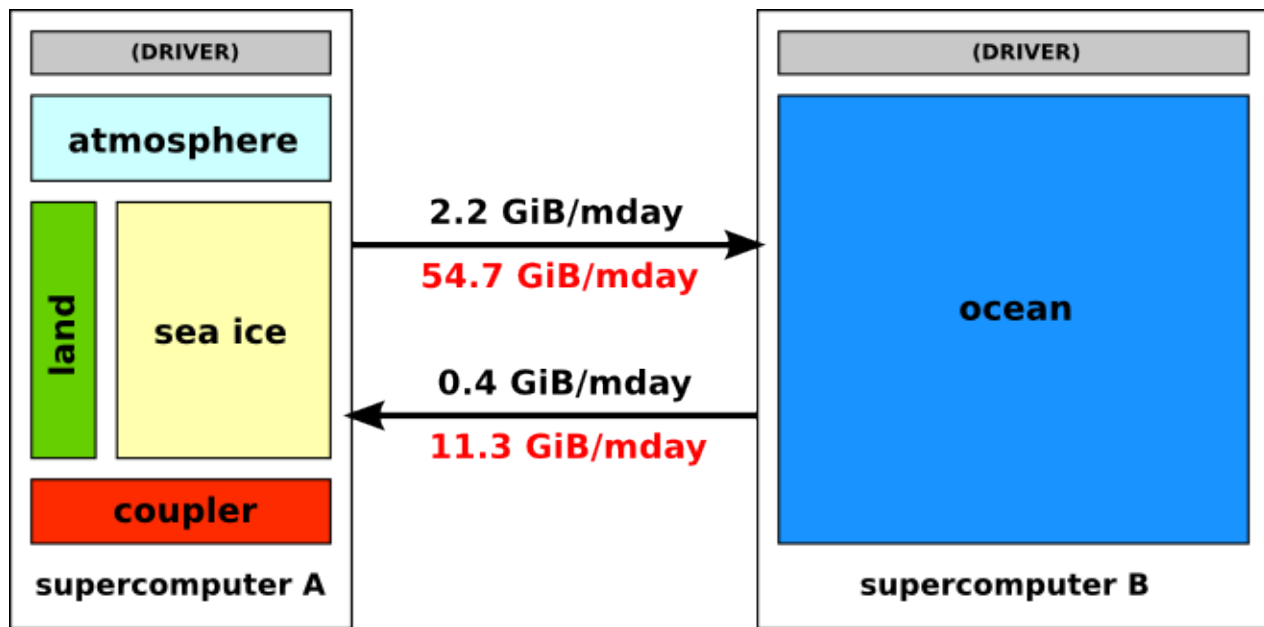 (DRIVER)
atmosphere
land
sea ice
coupler
supercomputer A
2.2 GiB/mday
54.7 GiB/mday
0.4 GiB/mday
11.3 GiB/mday
(DRIVER)
ocean
supercomputer B